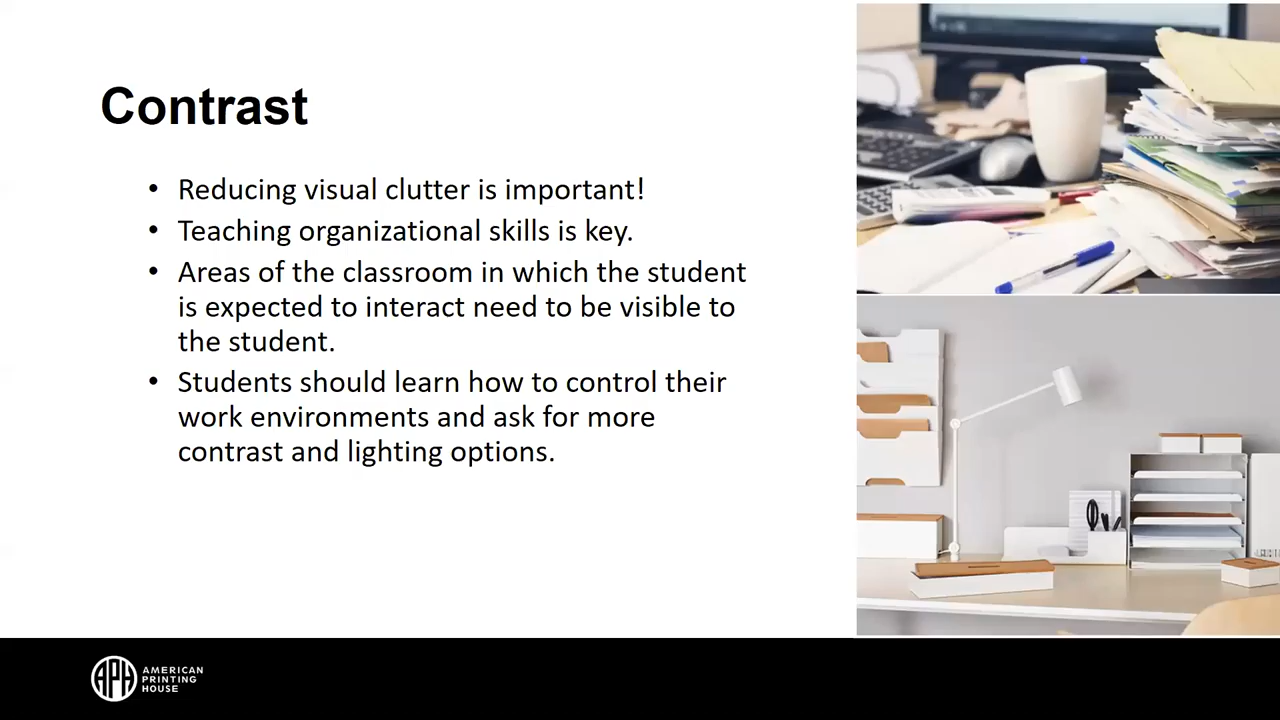 Contrast
• Reducing visual clutter is important!
• Teaching organizational skills is key.
• Areas of the classroom in which the student
is expected to interact need to be visible to
the student.
• Students should learn how to control their
work environments and ask for more
contrast and lighting options.
APH
AMERICAN
PRINTING
HOUSE